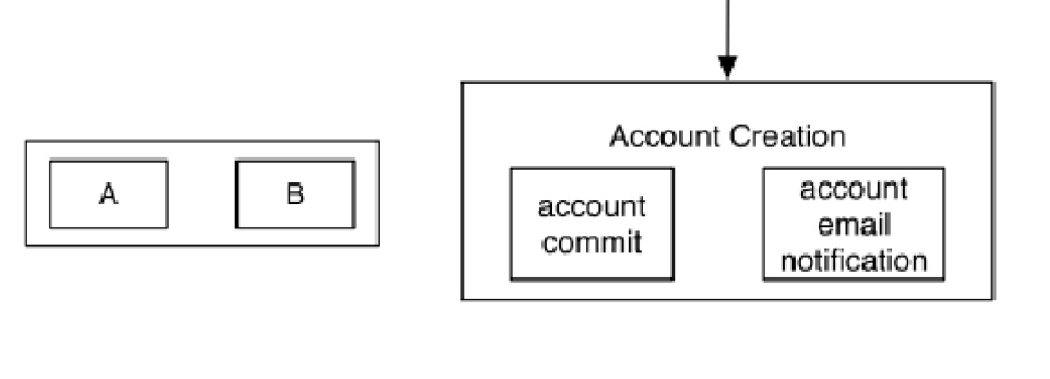 A
B
Account Creation
account
commit
account
email
notification